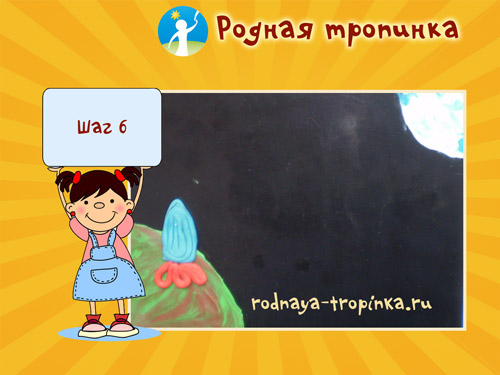 Родная тропинка
Шаг 6
rodnaya-tropinka.ru